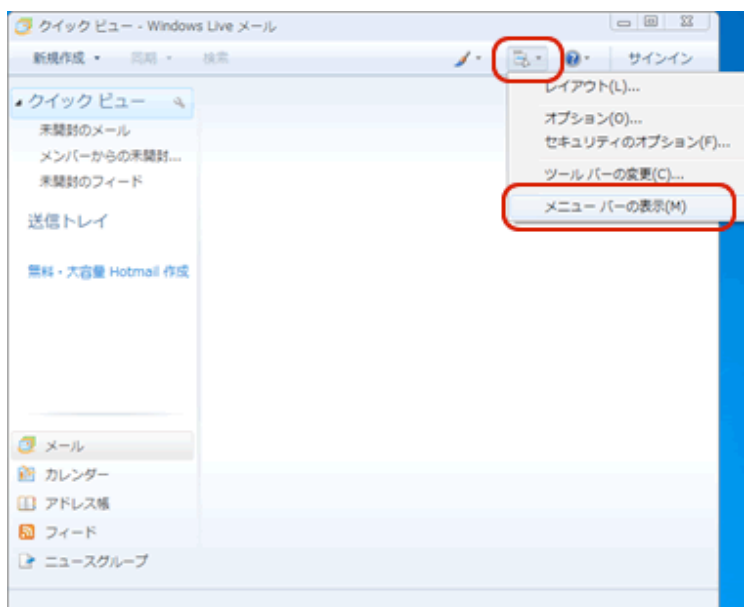 クイック ビュー - Windows Live メール
新規作成 同期 検索 サインイン
クイック ビュー
未開封のメール
メンバーからの未開封...
未開封のフィード
送信トレイ
無料・大容量 Hotmail 作成
レイアウト(L)...
オプション(O)...
セキュリティのオプション(F)...
ツール バーの変更(C)...
メニュー バーの表示(M)
メール
カレンダー
アドレス帳
フィード
ニュースグループ